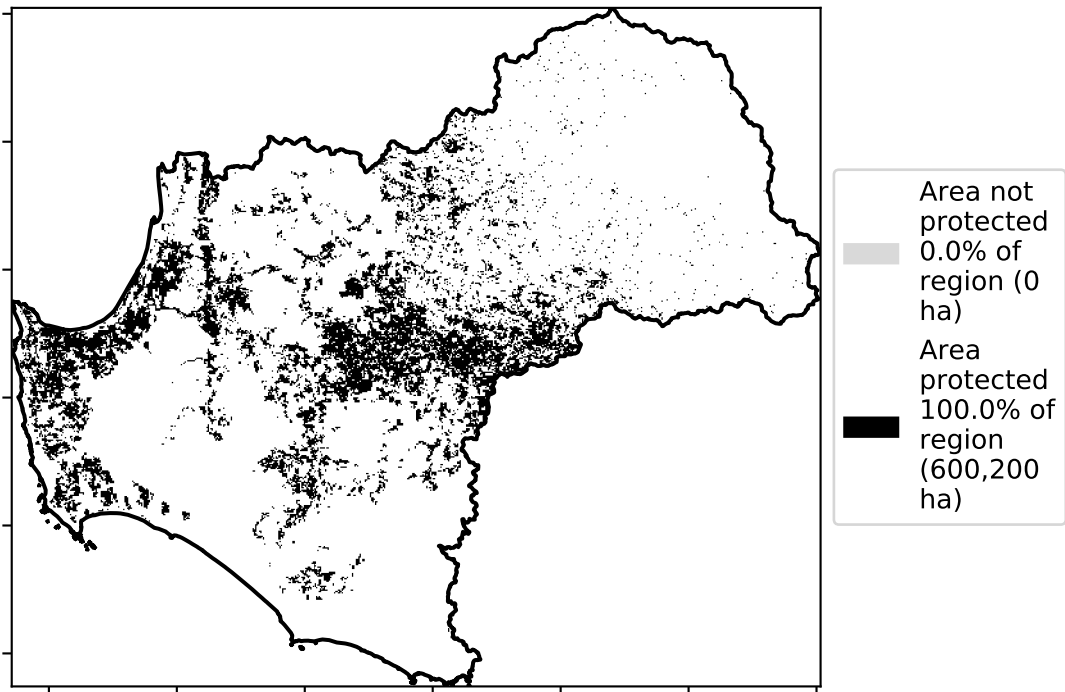 Area not
protected
0.0% of
region (0
ha)
Area
protected
100.0% of
region
(600,200
ha)